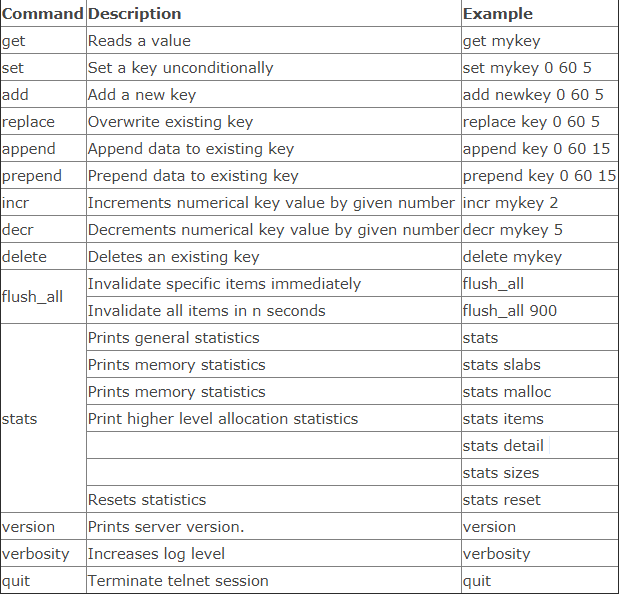 Command Description Example
get Reads a value get mykey
set Set a key unconditionally set mykey 0 60 5
add Add a new key add newkey 0 60 5
replace Overwrite existing key replace key 0 60 5
append Append data to existing key append key 0 60 15
prepend Prepend data to existing key prepend key 0 60 15
incr Increments numerical key value by given number incr mykey 2
decr Decrements numerical key value by given number decr mykey 5
delete Deletes an existing key delete mykey
flush_all Invalidate specific items immediately flush_all
Invalidate all items in n seconds flush_all 900
stats Prints general statistics stats
Prints memory statistics stats slabs
Prints memory statistics stats malloc
Print higher level allocation statistics stats items
stats detail
stats sizes
Resets statistics stats reset
version Prints server version. version
verbosity Increases log level verbosity
quit Terminate telnet session quit